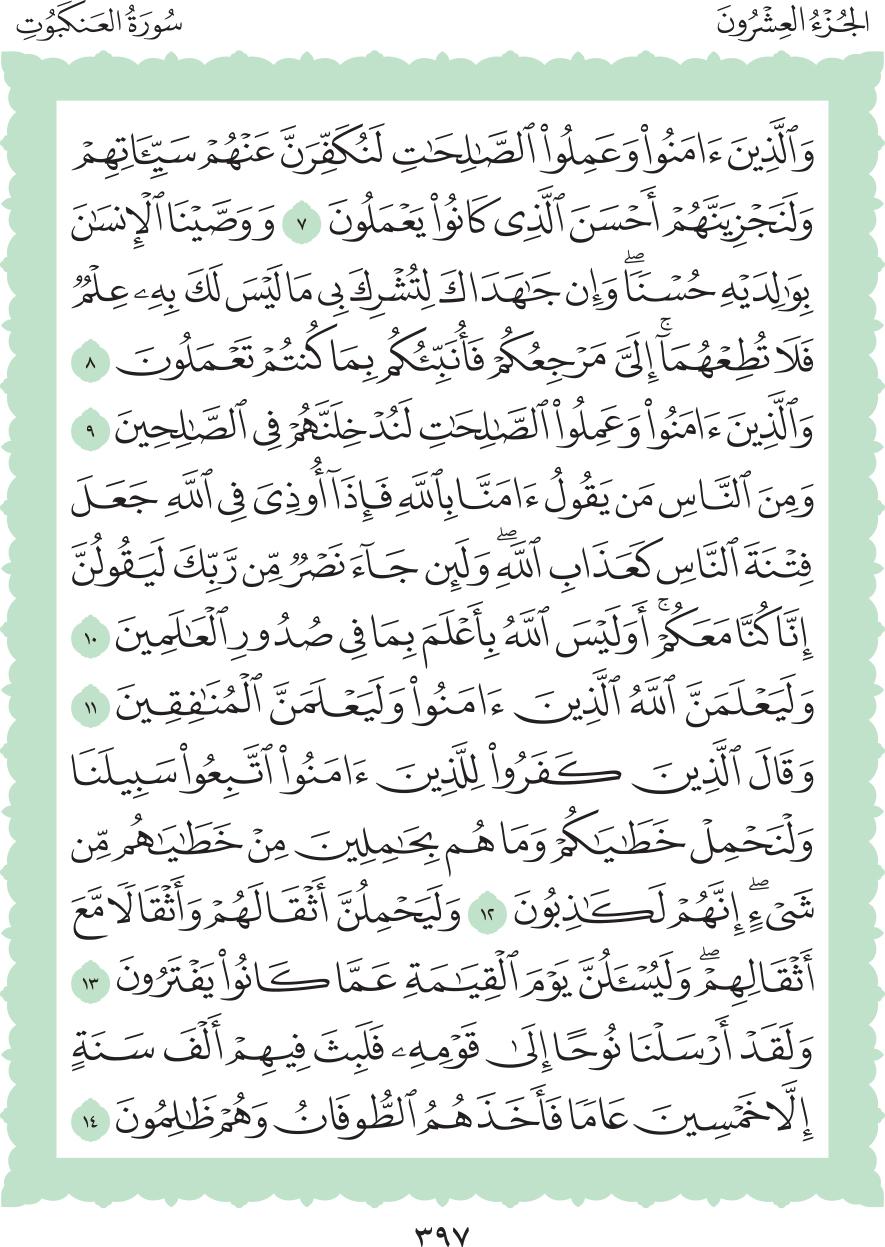 الجُزْءُ العِشْرُونَ
سُورَةُ العَنكَبُوتِ
وَٱلَّذِينَ ءَامَنُواْ وَعَمِلُواْ ٱلصَّـٰلِحَـٰتِ لَنُكَفِّرَنَّ عَنْهُمْ سَيِّـَٔاتِهِمْ
وَلَنَجْزِيَنَّهُمْ أَحْسَنَ ٱلَّذِى كَانُواْ يَعْمَلُونَ ٧ وَوَصَّيْنَا ٱلْإِنسَـٰنَ
بِوَٰلِدَيْهِ حُسْنًاۖ وَإِن جَـٰهَدَاكَ لِتُشْرِكَ بِى مَا لَيْسَ لَكَ بِهِۦ عِلْمٌ
فَلَا تُطِعْهُمَآۚ إِلَىَّ مَرْجِعُكُمْ فَأُنَبِّئُكُم بِمَا كُنتُمْ تَعْمَلُونَ ٨
وَٱلَّذِينَ ءَامَنُواْ وَعَمِلُواْ ٱلصَّـٰلِحَـٰتِ لَنُدْخِلَنَّهُمْ فِى ٱلصَّـٰلِحِينَ ٩
وَمِنَ ٱلنَّاسِ مَن يَقُولُ ءَامَنَّا بِٱللَّهِ فَإِذَآ أُوذِىَ فِى ٱللَّهِ جَعَلَ
فِتْنَةَ ٱلنَّاسِ كَعَذَابِ ٱللَّهِۖ وَلَئِن جَآءَ نَصْرٌ مِّن رَّبِّكَ لَيَقُولُنَّ
إِنَّا كُنَّا مَعَكُمْۚ أَوَلَيْسَ ٱللَّهُ بِأَعْلَمَ بِمَا فِى صُدُورِ ٱلْعَـٰلَمِينَ ١٠
وَلَيَعْلَمَنَّ ٱللَّهُ ٱلَّذِينَ ءَامَنُواْ وَلَيَعْلَمَنَّ ٱلْمُنَـٰفِقِينَ ١١
وَقَالَ ٱلَّذِينَ كَفَرُواْ لِلَّذِينَ ءَامَنُواْ ٱتَّبِعُواْ سَبِيلَنَا
وَلْنَحْمِلْ خَطَـٰيَـٰكُمْ وَمَا هُم بِحَـٰمِلِينَ مِنْ خَطَـٰيَـٰهُم مِّن
شَىْءٍۖ إِنَّهُمْ لَكَـٰذِبُونَ ١٢ وَلَيَحْمِلُنَّ أَثْقَالَهُمْ وَأَثْقَالًا مَّعَ
أَثْقَالِهِمْۖ وَلَيُسْـَٔلُنَّ يَوْمَ ٱلْقِيَـٰمَةِ عَمَّا كَانُواْ يَفْتَرُونَ ١٣
وَلَقَدْ أَرْسَلْنَا نُوحًا إِلَىٰ قَوْمِهِۦ فَلَبِثَ فِيهِمْ أَلْفَ سَنَةٍ
إِلَّا خَمْسِينَ عَامًا فَأَخَذَهُمُ ٱلطُّوفَانُ وَهُمْ ظَـٰلِمُونَ ١٤
٣٩٧